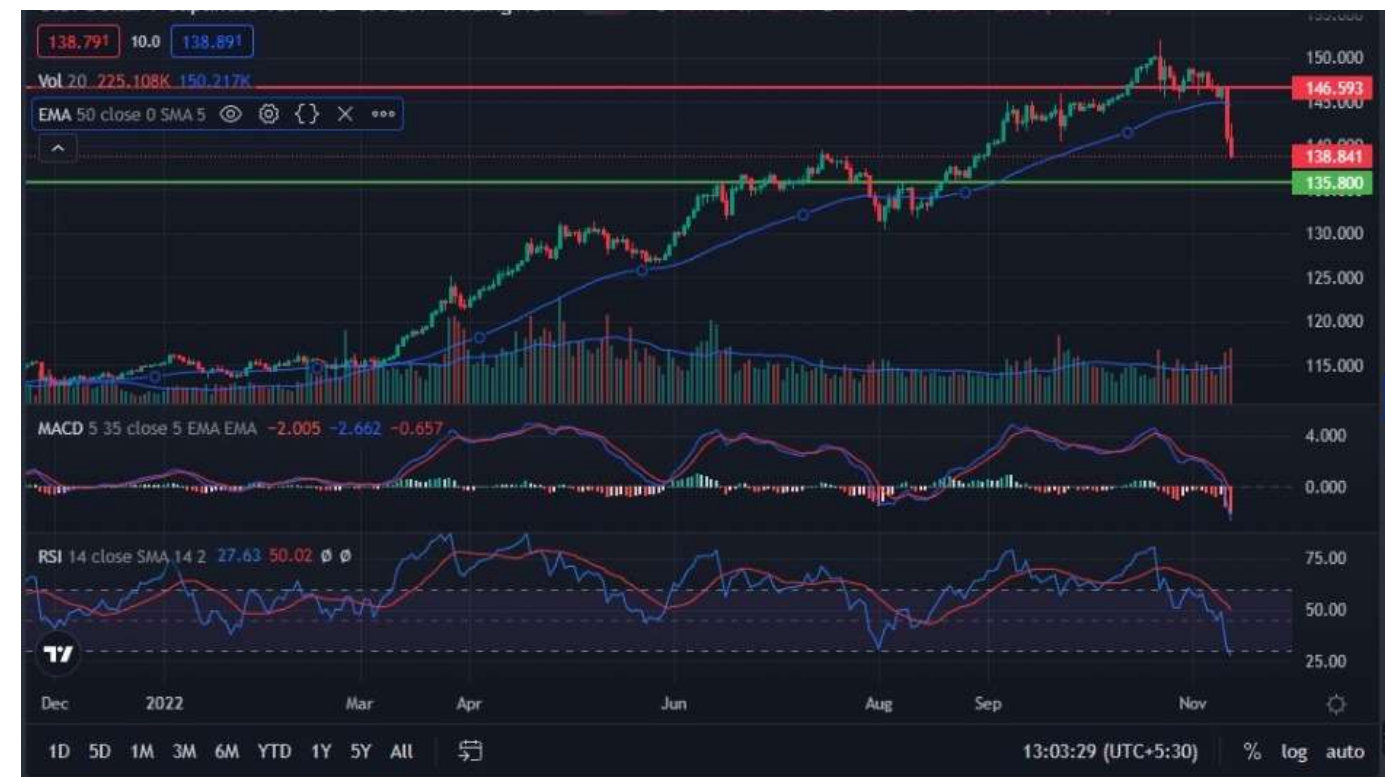 138.791 10.0 138.891
150.000
Vol 20 225.108K 150.217K
146.593
145.000
EMA 50 close 0 SMA 5
138.841
135.800
130.000
125.000
120.000
115.000
MACD 5 35 close 5 EMA EMA −2.005 −2.662 −0.657
4.000
0.000
RSI 14 close SMA 14 2 27.63 50.02 Ø Ø
75.00
50.00
25.00
Dec 2022 Mar Apr Jun Aug Sep Nov
1D 5D 1M 3M 6M YTD 1Y 5Y All 13:03:29 (UTC+5:30) % log auto